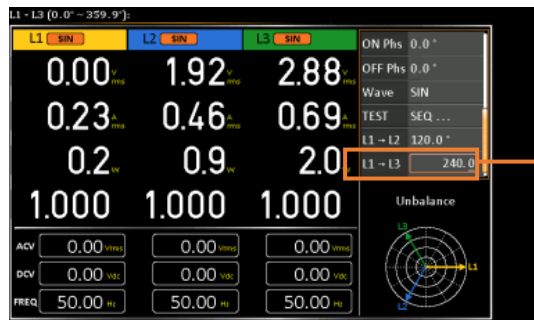 L1 - L3 (0.0° ~ 359.9°):
L1 SIN L2 SIN L3 SIN
0.00 Vrms 1.92 Vrms 2.88 Vrms
0.23 Arms 0.46 Arms 0.69 Arms
0.2 W 0.9 W 2.0 W
1.000 1.000 1.000
ACV 0.00 Vrms 0.00 Vrms 0.00 Vrms
DCV 0.00 Vdc 0.00 Vdc 0.00 Vdc
FREQ 50.00 Hz 50.00 Hz 50.00 Hz
ON Phs 0.0 °
OFF Phs 0.0 °
Wave SIN
TEST SEQ ...
L1→L2 120.0 °
L1→L3 240.0
Unbalance
L3
L1
L2